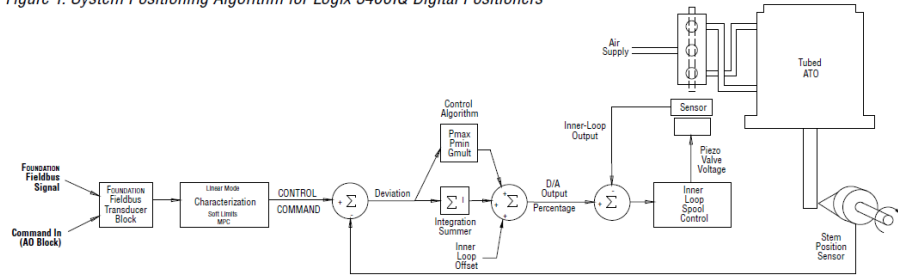 Figure 1: System Positioning Algorithm for Logix 3400IQ Digital Positioners
Air
Supply
Tubed
ATO
Sensor
Control
Algorithm
Inner-Loop
Output
Pmax
Pmin
Gmult
Piezo
Valve
Voltage
FOUNDATION
Fieldbus
Signal
FOUNDATION
Fieldbus
Transducer
Block
Linear Mode
Characterization
Soft Limits
MPC
CONTROL
COMMAND
+ Σ
-
Deviation
Σ I
Integration
Summer
+
+ Σ
+
D/A
Output
Percentage
-
+ Σ
Inner
Loop
Spool
Control
Command In
(AO Block)
Inner
Loop
Offset
Stem
Position
Sensor